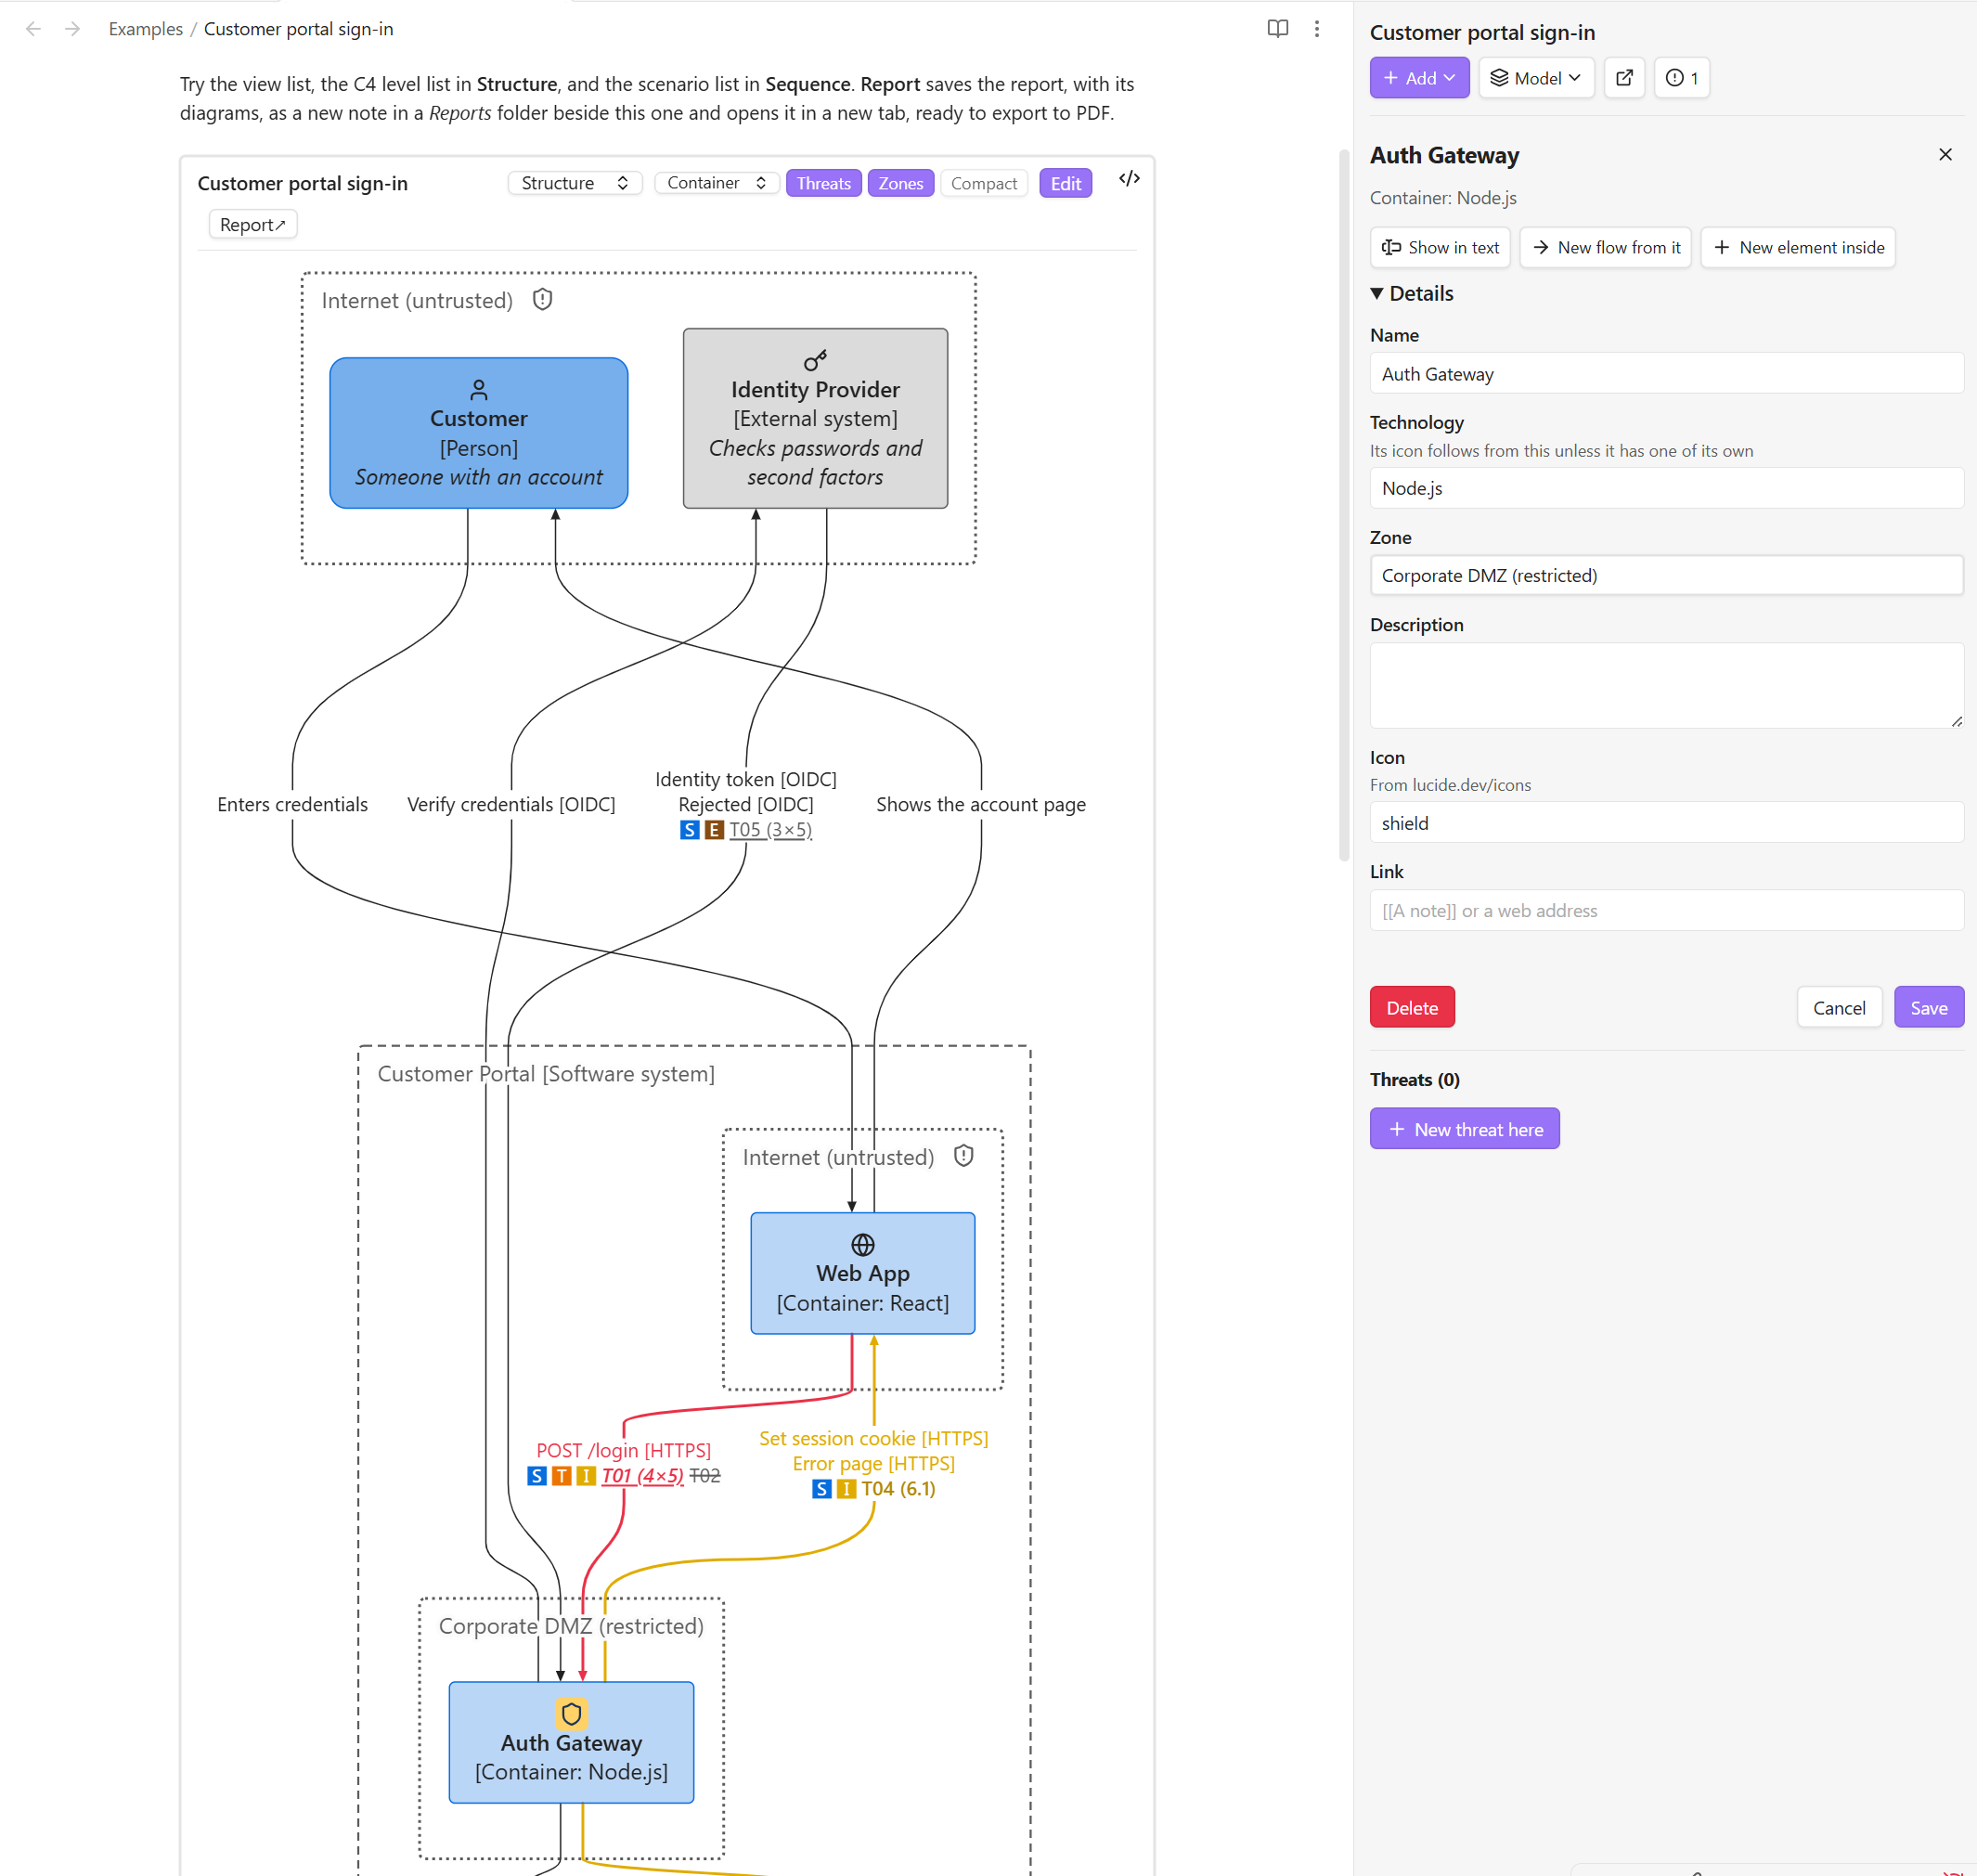 Examples / Customer portal sign-in
Try the view list, the C4 level list in Structure, and the scenario list in Sequence. Report saves the report, with its
diagrams, as a new note in a Reports folder beside this one and opens it in a new tab, ready to export to PDF.
Customer portal sign-in
Structure
Container
Threats
Zones
Compact
Edit
</>
Report↗
Internet (untrusted)
Customer
[Person]
Someone with an account
Identity Provider
[External system]
Checks passwords and
second factors
Enters credentials
Verify credentials [OIDC]
Identity token [OIDC]
Rejected [OIDC]
S E T05 (3×5)
Shows the account page
Customer Portal [Software system]
Internet (untrusted)
Web App
[Container: React]
POST /login [HTTPS]
S T I T01 (4×5) T02
Set session cookie [HTTPS]
Error page [HTTPS]
S I T04 (6.1)
Corporate DMZ (restricted)
Auth Gateway
[Container: Node.js]
Customer portal sign-in
+ Add
Model
1
Auth Gateway
Container: Node.js
Show in text
New flow from it
+ New element inside
Details
Name
Auth Gateway
Technology
Its icon follows from this unless it has one of its own
Node.js
Zone
Corporate DMZ (restricted)
Description
Icon
From lucide.dev/icons
shield
Link
[[A note]] or a web address
Delete
Cancel
Save
Threats (0)
+ New threat here